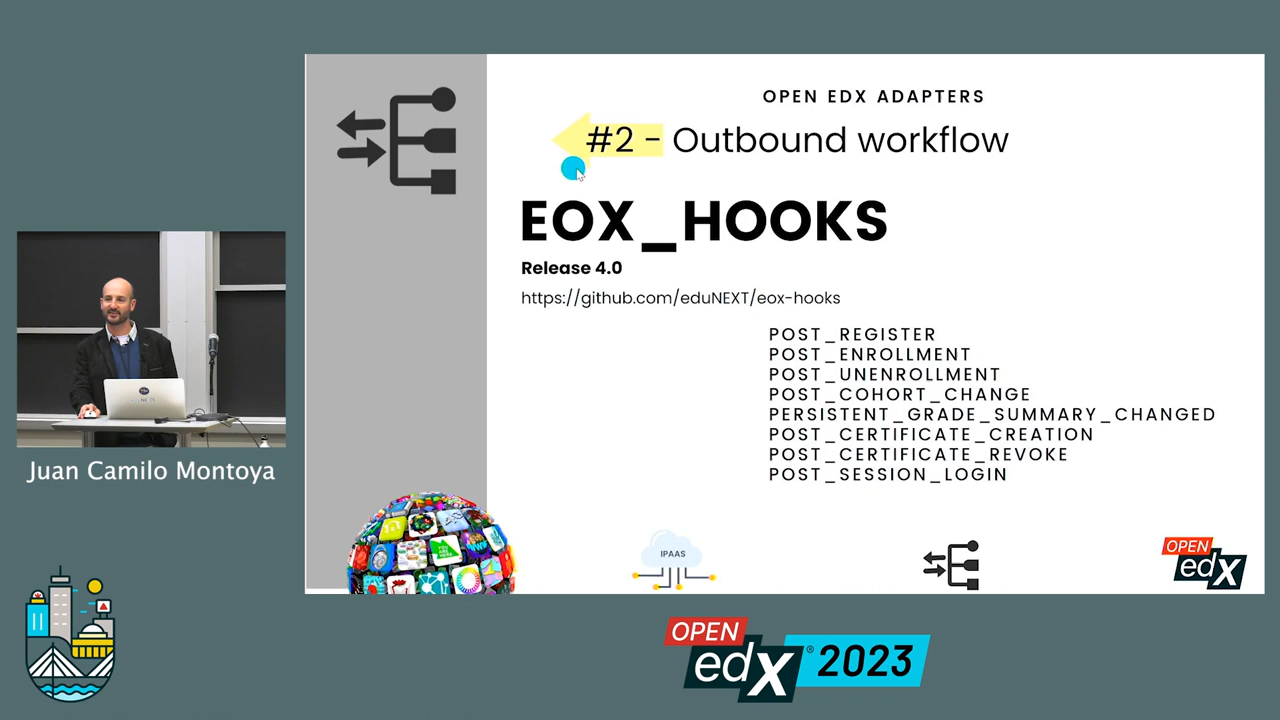 OPEN EDX ADAPTERS
#2 - Outbound workflow
EOX_HOOKS
Release 4.0
https://github.com/eduNEXT/eox-hooks
POST_REGISTER
POST_ENROLLMENT
POST_UNENROLLMENT
POST_COHORT_CHANGE
PERSISTENT_GRADE_SUMMARY_CHANGED
POST_CERTIFICATE_CREATION
POST_CERTIFICATE_REVOKE
POST_SESSION_LOGIN
Juan Camilo Montoya
IPAAS
OPEN
edX
OPEN
edX® 2023